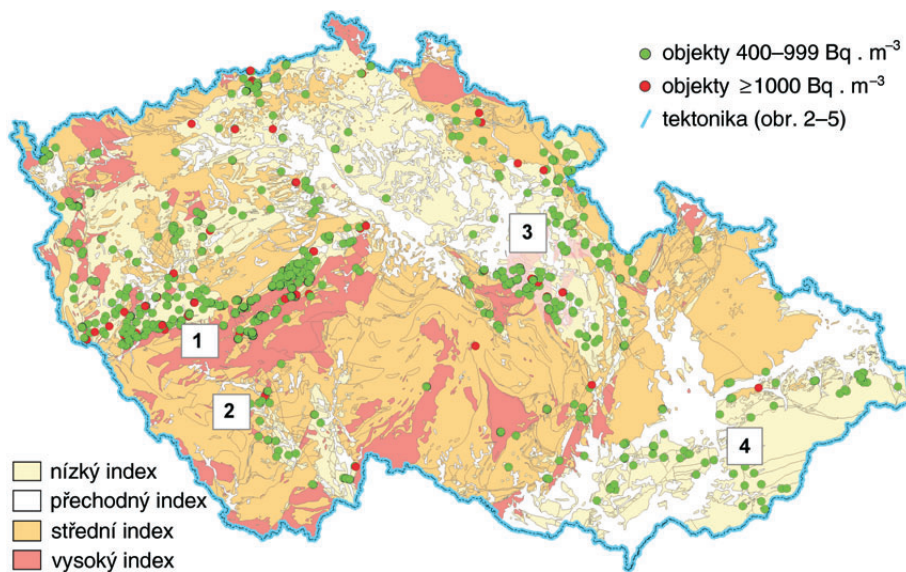 objekty 400–999 Bq . m⁻³
objekty ≥1000 Bq . m⁻³
tektonika (obr. 2–5)
3
1
2
4
nízký index
přechodný index
střední index
vysoký index